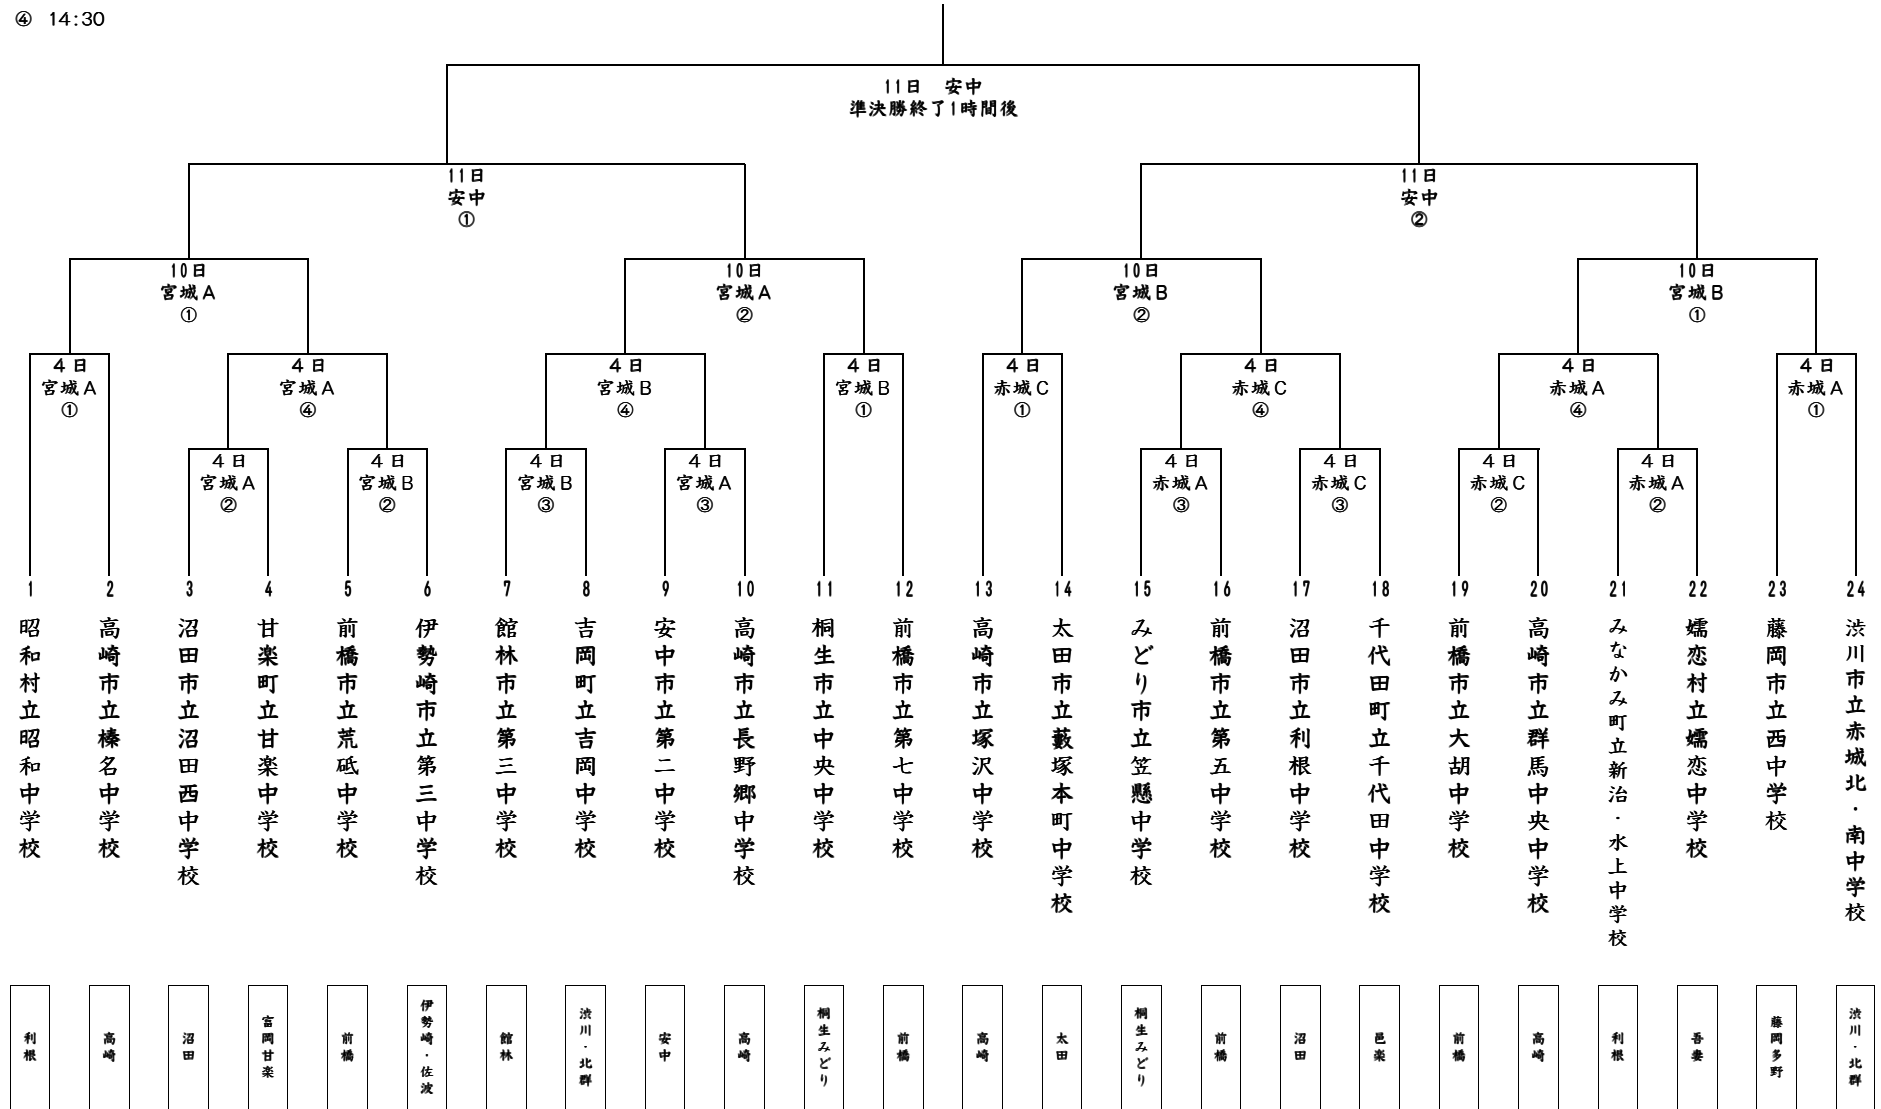 ④ 14:30
11日 安中
準決勝終了1時間後
11日
安中
①
11日
安中
②
10日
宮城A
①
10日
宮城A
②
10日
宮城B
②
10日
宮城B
①
4日
宮城A
①
4日
宮城A
④
4日
宮城B
④
4日
宮城B
①
4日
赤城C
①
4日
赤城C
④
4日
赤城A
④
4日
赤城A
①
4日
宮城A
②
4日
宮城B
②
4日
宮城B
③
4日
宮城A
③
4日
赤城A
③
4日
赤城C
③
4日
赤城C
②
4日
赤城A
②
1 2 3 4 5 6 7 8 9 10 11 12 13 14 15 16 17 18 19 20 21 22 23 24
昭和村立昭和中学校
高崎市立榛名中学校
沼田市立沼田西中学校
甘楽町立甘楽中学校
前橋市立荒砥中学校
伊勢崎市立第三中学校
館林市立第三中学校
吉岡町立吉岡中学校
安中市立第二中学校
高崎市立長野郷中学校
桐生市立中央中学校
前橋市立第七中学校
高崎市立塚沢中学校
太田市立藪塚本町中学校
みどり市立笠懸中学校
前橋市立第五中学校
沼田市立利根中学校
千代田町立千代田中学校
前橋市立大胡中学校
高崎市立群馬中央中学校
みなかみ町立新治・水上中学校
嬬恋村立嬬恋中学校
藤岡市立西中学校
渋川市立赤城北・南中学校
利根
高崎
沼田
富岡甘楽
前橋
伊勢崎・佐波
館林
渋川・北群
安中
高崎
桐生みどり
前橋
高崎
太田
桐生みどり
前橋
沼田
邑楽
前橋
高崎
利根
吾妻
藤岡多野
渋川・北群